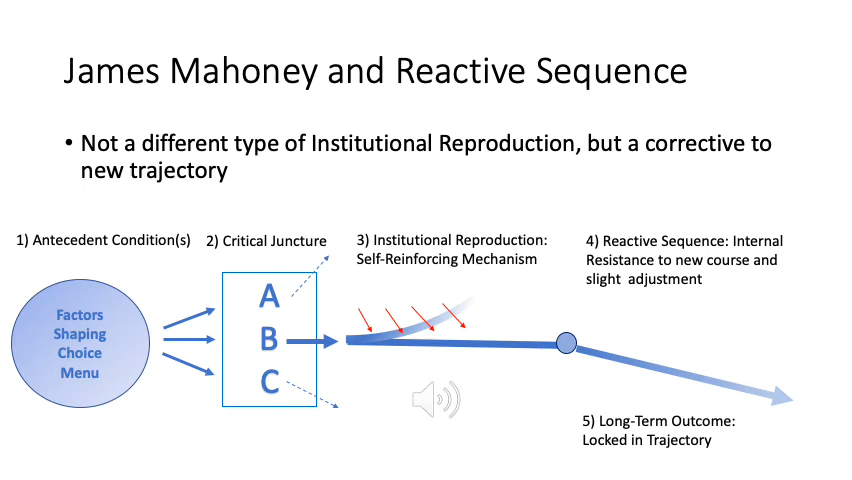 James Mahoney and Reactive Sequence
• Not a different type of Institutional Reproduction, but a corrective to
new trajectory
1) Antecedent Condition(s)
2) Critical Juncture
3) Institutional Reproduction:
Self-Reinforcing Mechanism
4) Reactive Sequence: Internal
Resistance to new course and
slight adjustment
Factors
Shaping
Choice
Menu
A
B
C
5) Long-Term Outcome:
Locked in Trajectory